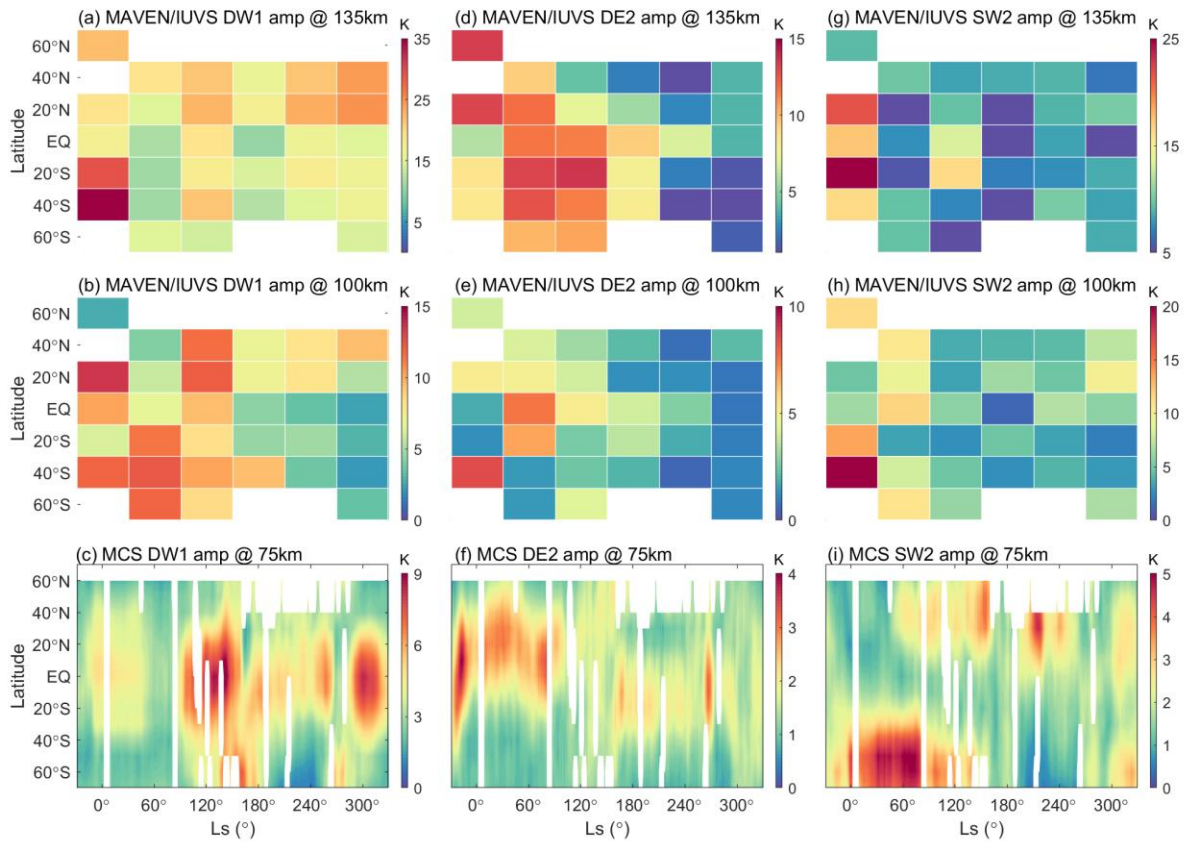 (a) MAVEN/IUVS DW1 amp @ 135km
K
(d) MAVEN/IUVS DE2 amp @ 135km
K
(g) MAVEN/IUVS SW2 amp @ 135km
K
60°N
40°N
20°N
EQ
20°S
40°S
60°S
Latitude
35
25
15
5
15
10
5
25
20
15
10
5
(b) MAVEN/IUVS DW1 amp @ 100km
K
(e) MAVEN/IUVS DE2 amp @ 100km
K
(h) MAVEN/IUVS SW2 amp @ 100km
K
60°N
40°N
20°N
EQ
20°S
40°S
60°S
Latitude
15
10
5
0
10
5
0
20
15
10
5
0
(c) MCS DW1 amp @ 75km
K
(f) MCS DE2 amp @ 75km
K
(i) MCS SW2 amp @ 75km
K
60°N
40°N
20°N
EQ
20°S
40°S
60°S
Latitude
9
6
3
0
4
3
2
1
0
5
4
3
2
1
0
0° 60° 120° 180° 240° 300°
0° 60° 120° 180° 240° 300°
0° 60° 120° 180° 240° 300°
Ls (°)
Ls (°)
Ls (°)